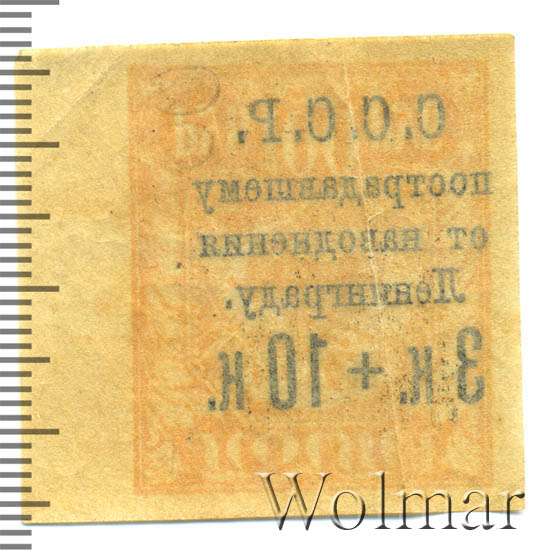 С.С.С.Р.
пострадавшему
от наводнения
Ленинграду.
3 к. + 10 к.
Wolmar